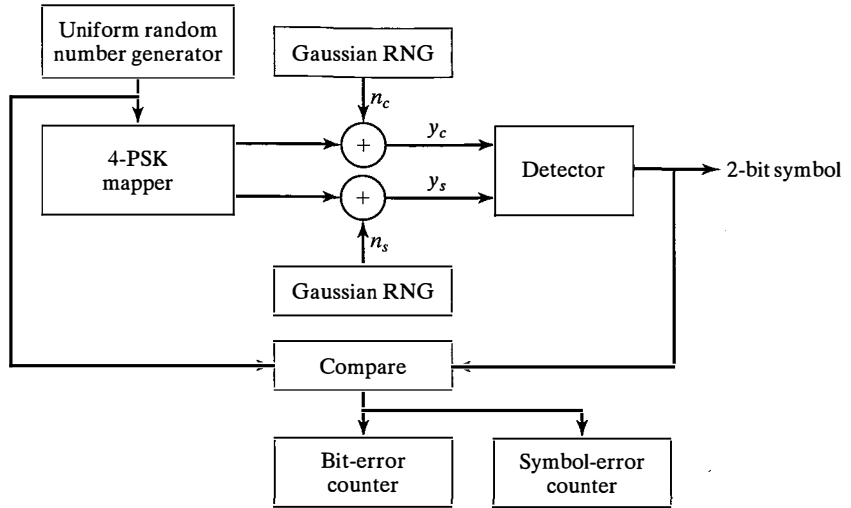 Uniform random
number generator
Gaussian RNG
n_c
4-PSK
mapper
+
y_c
Detector
2-bit symbol
+
y_s
n_s
Gaussian RNG
Compare
Bit-error
counter
Symbol-error
counter